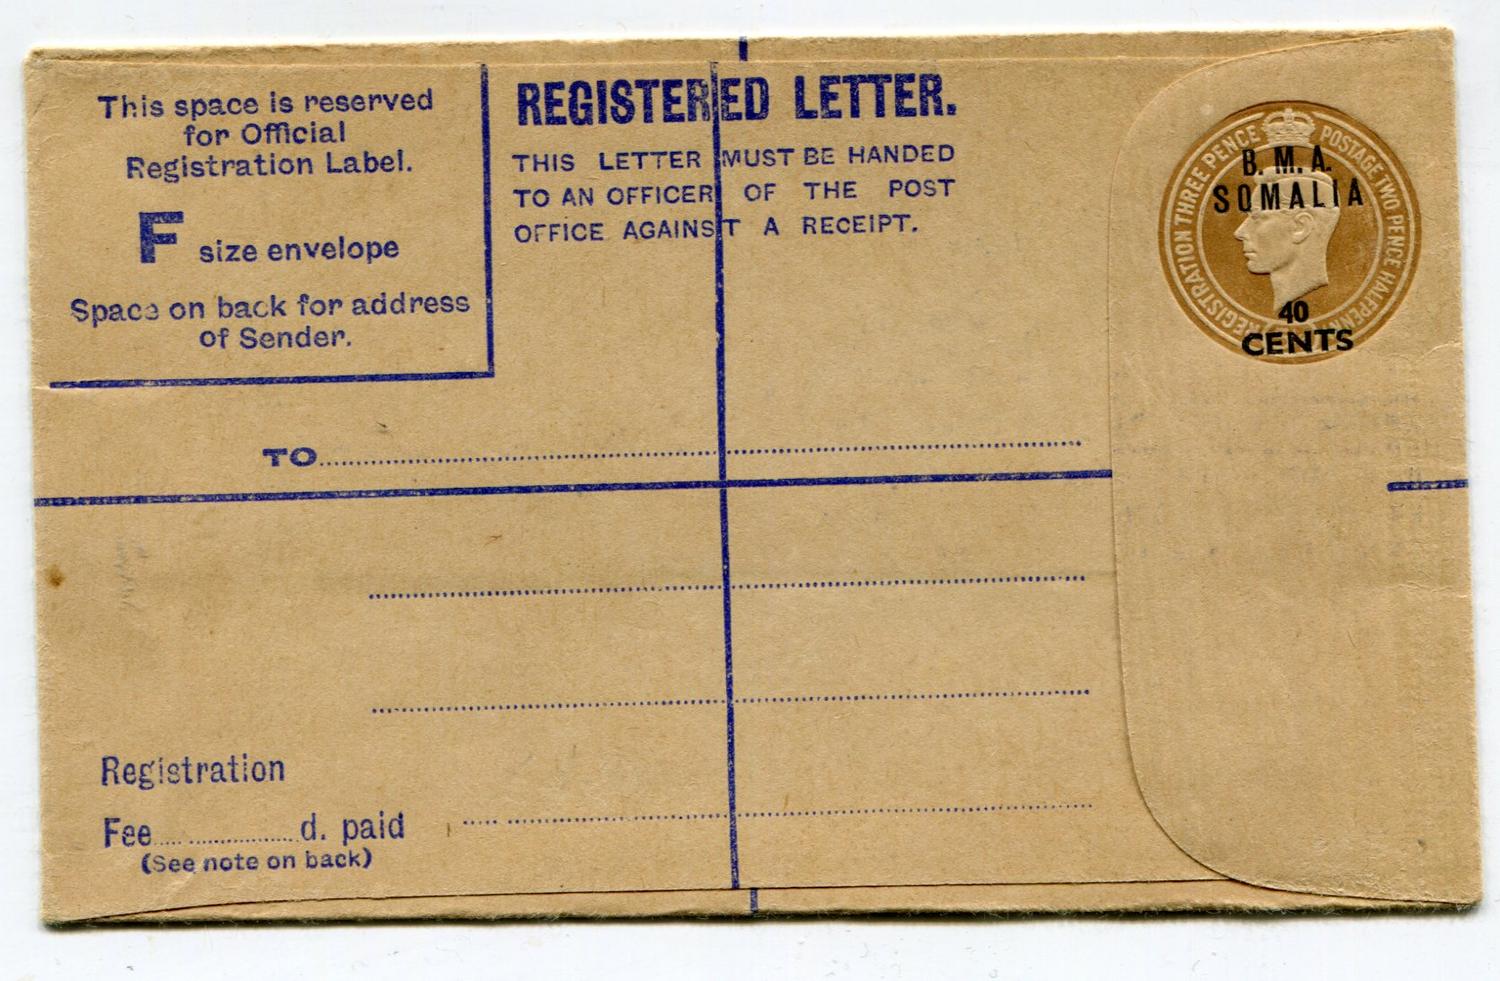 This space is reserved
for Official
Registration Label.
F size envelope
Space on back for address
of Sender.
REGISTERED LETTER.
THIS LETTER MUST BE HANDED
TO AN OFFICER OF THE POST
OFFICE AGAINST A RECEIPT.
REGISTRATION THREE PENCE POSTAGE TWO PENCE HALFPENNY
B. M. A.
SOMALIA
40
CENTS
TO
Registration
Fee d. paid
(See note on back)